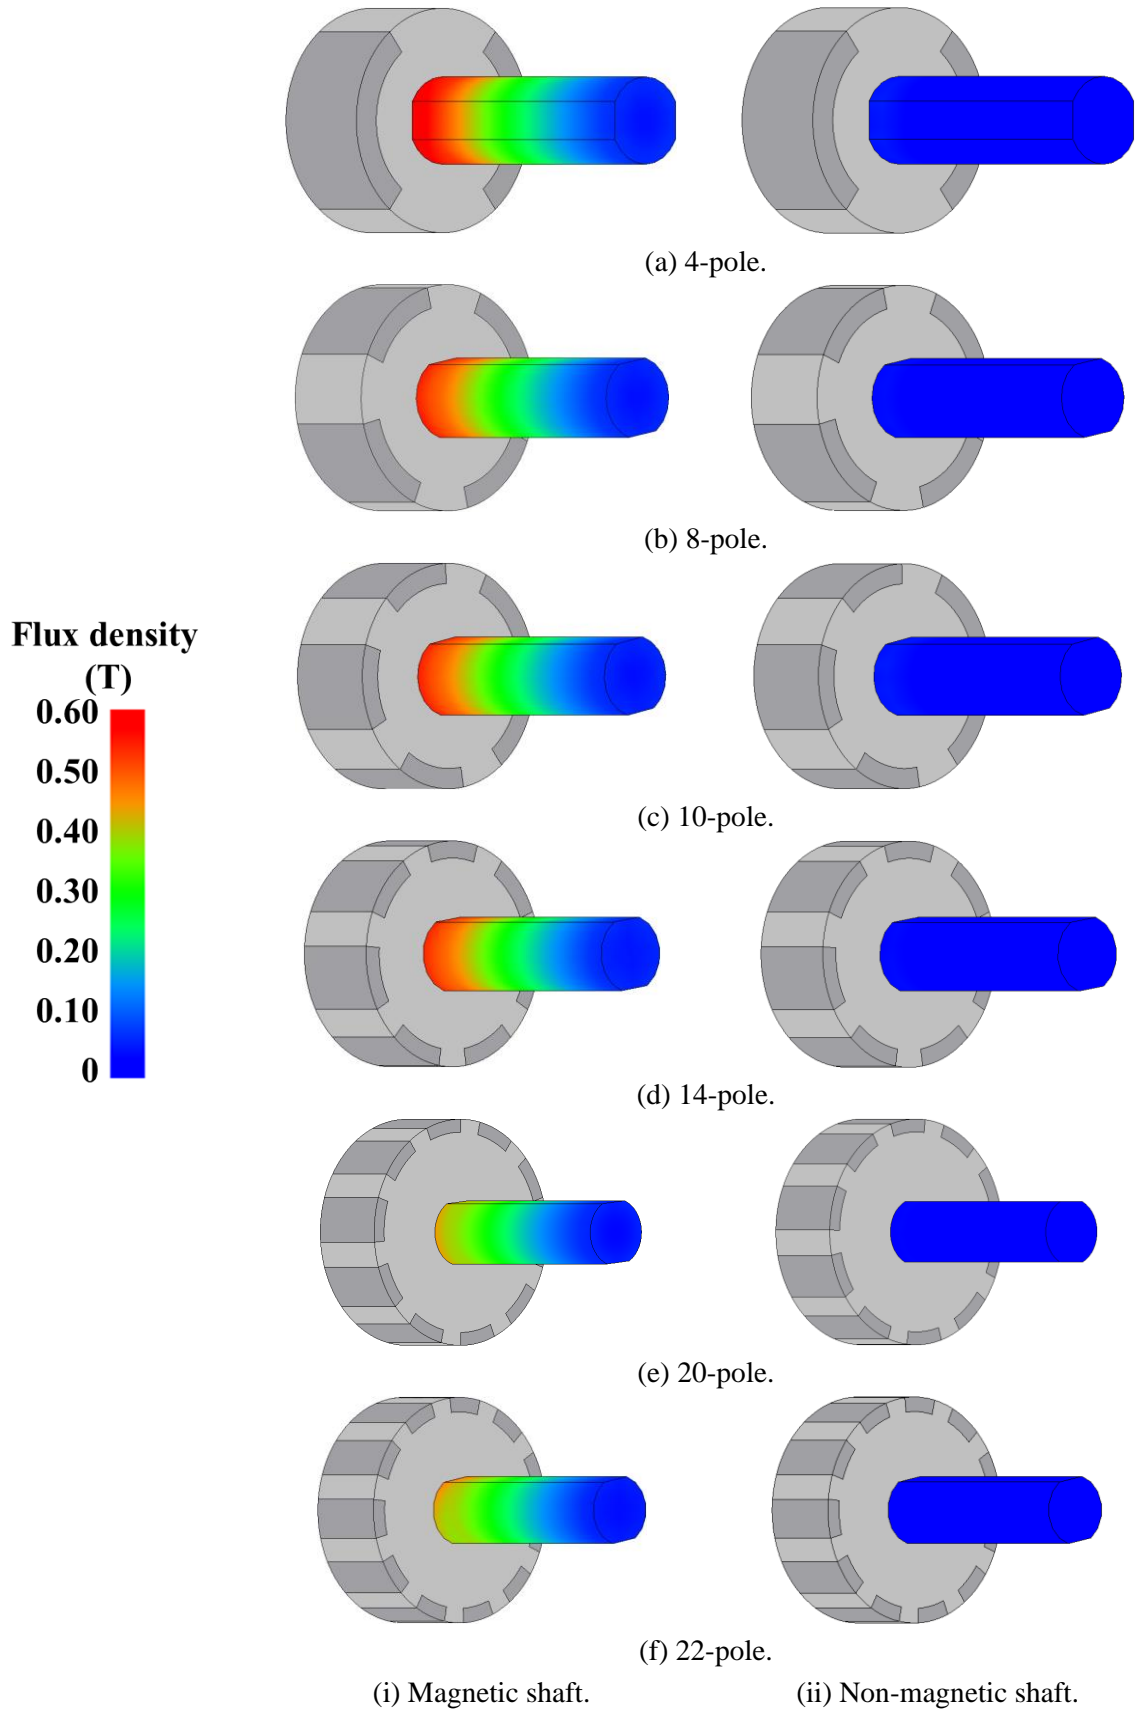 (a) 4-pole.
(b) 8-pole.
Flux density
(T)
0.60
0.50
0.40
0.30
0.20
0.10
0
(c) 10-pole.
(d) 14-pole.
(e) 20-pole.
(f) 22-pole.
(i) Magnetic shaft.
(ii) Non-magnetic shaft.